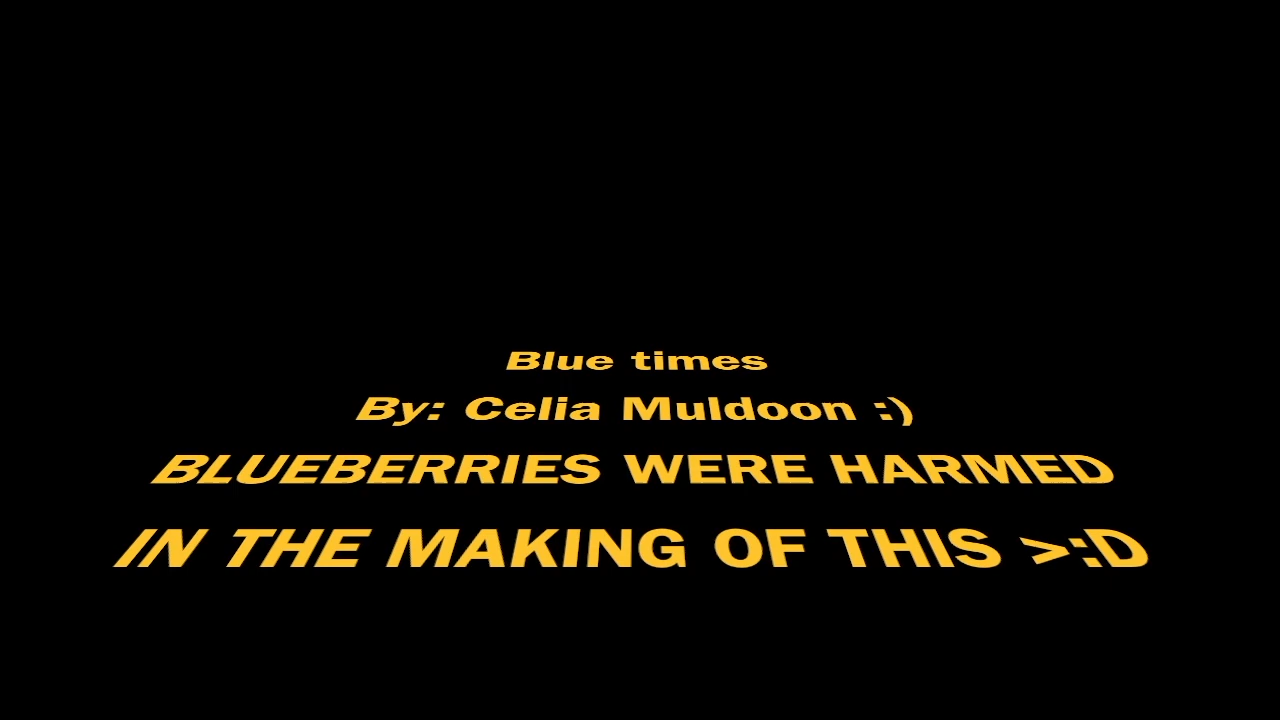 Blue times
By: Celia Muldoon :)
BLUEBERRIES WERE HARMED
IN THE MAKING OF THIS >:D